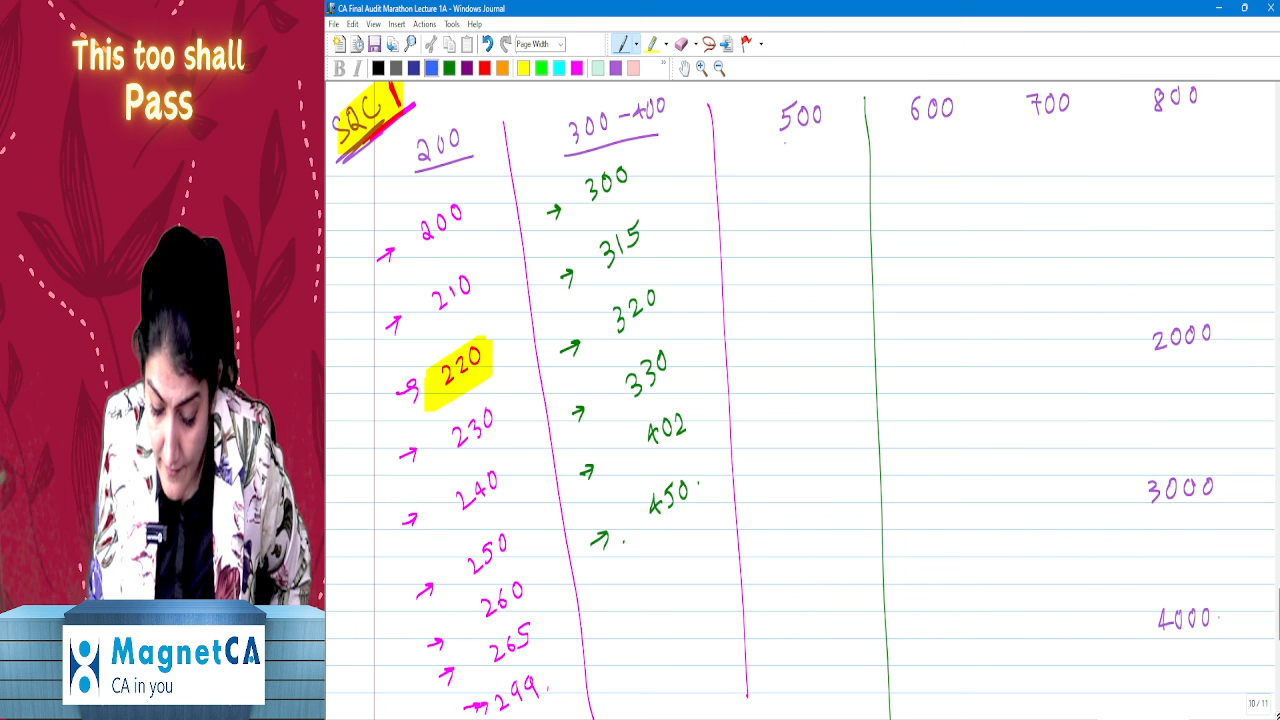 This too shall
Pass
CA Final Audit Marathon Lecture 1A - Windows Journal
File Edit View Insert Actions Tools Help
Page Width
B I
SQC 1
200 300-400 500 600 700 800
200
210
220
230
240
250
260
265
299.
300
315
320
330
402
450.
2000
3000
4000.
MagnetCA
CA in you
10 / 11